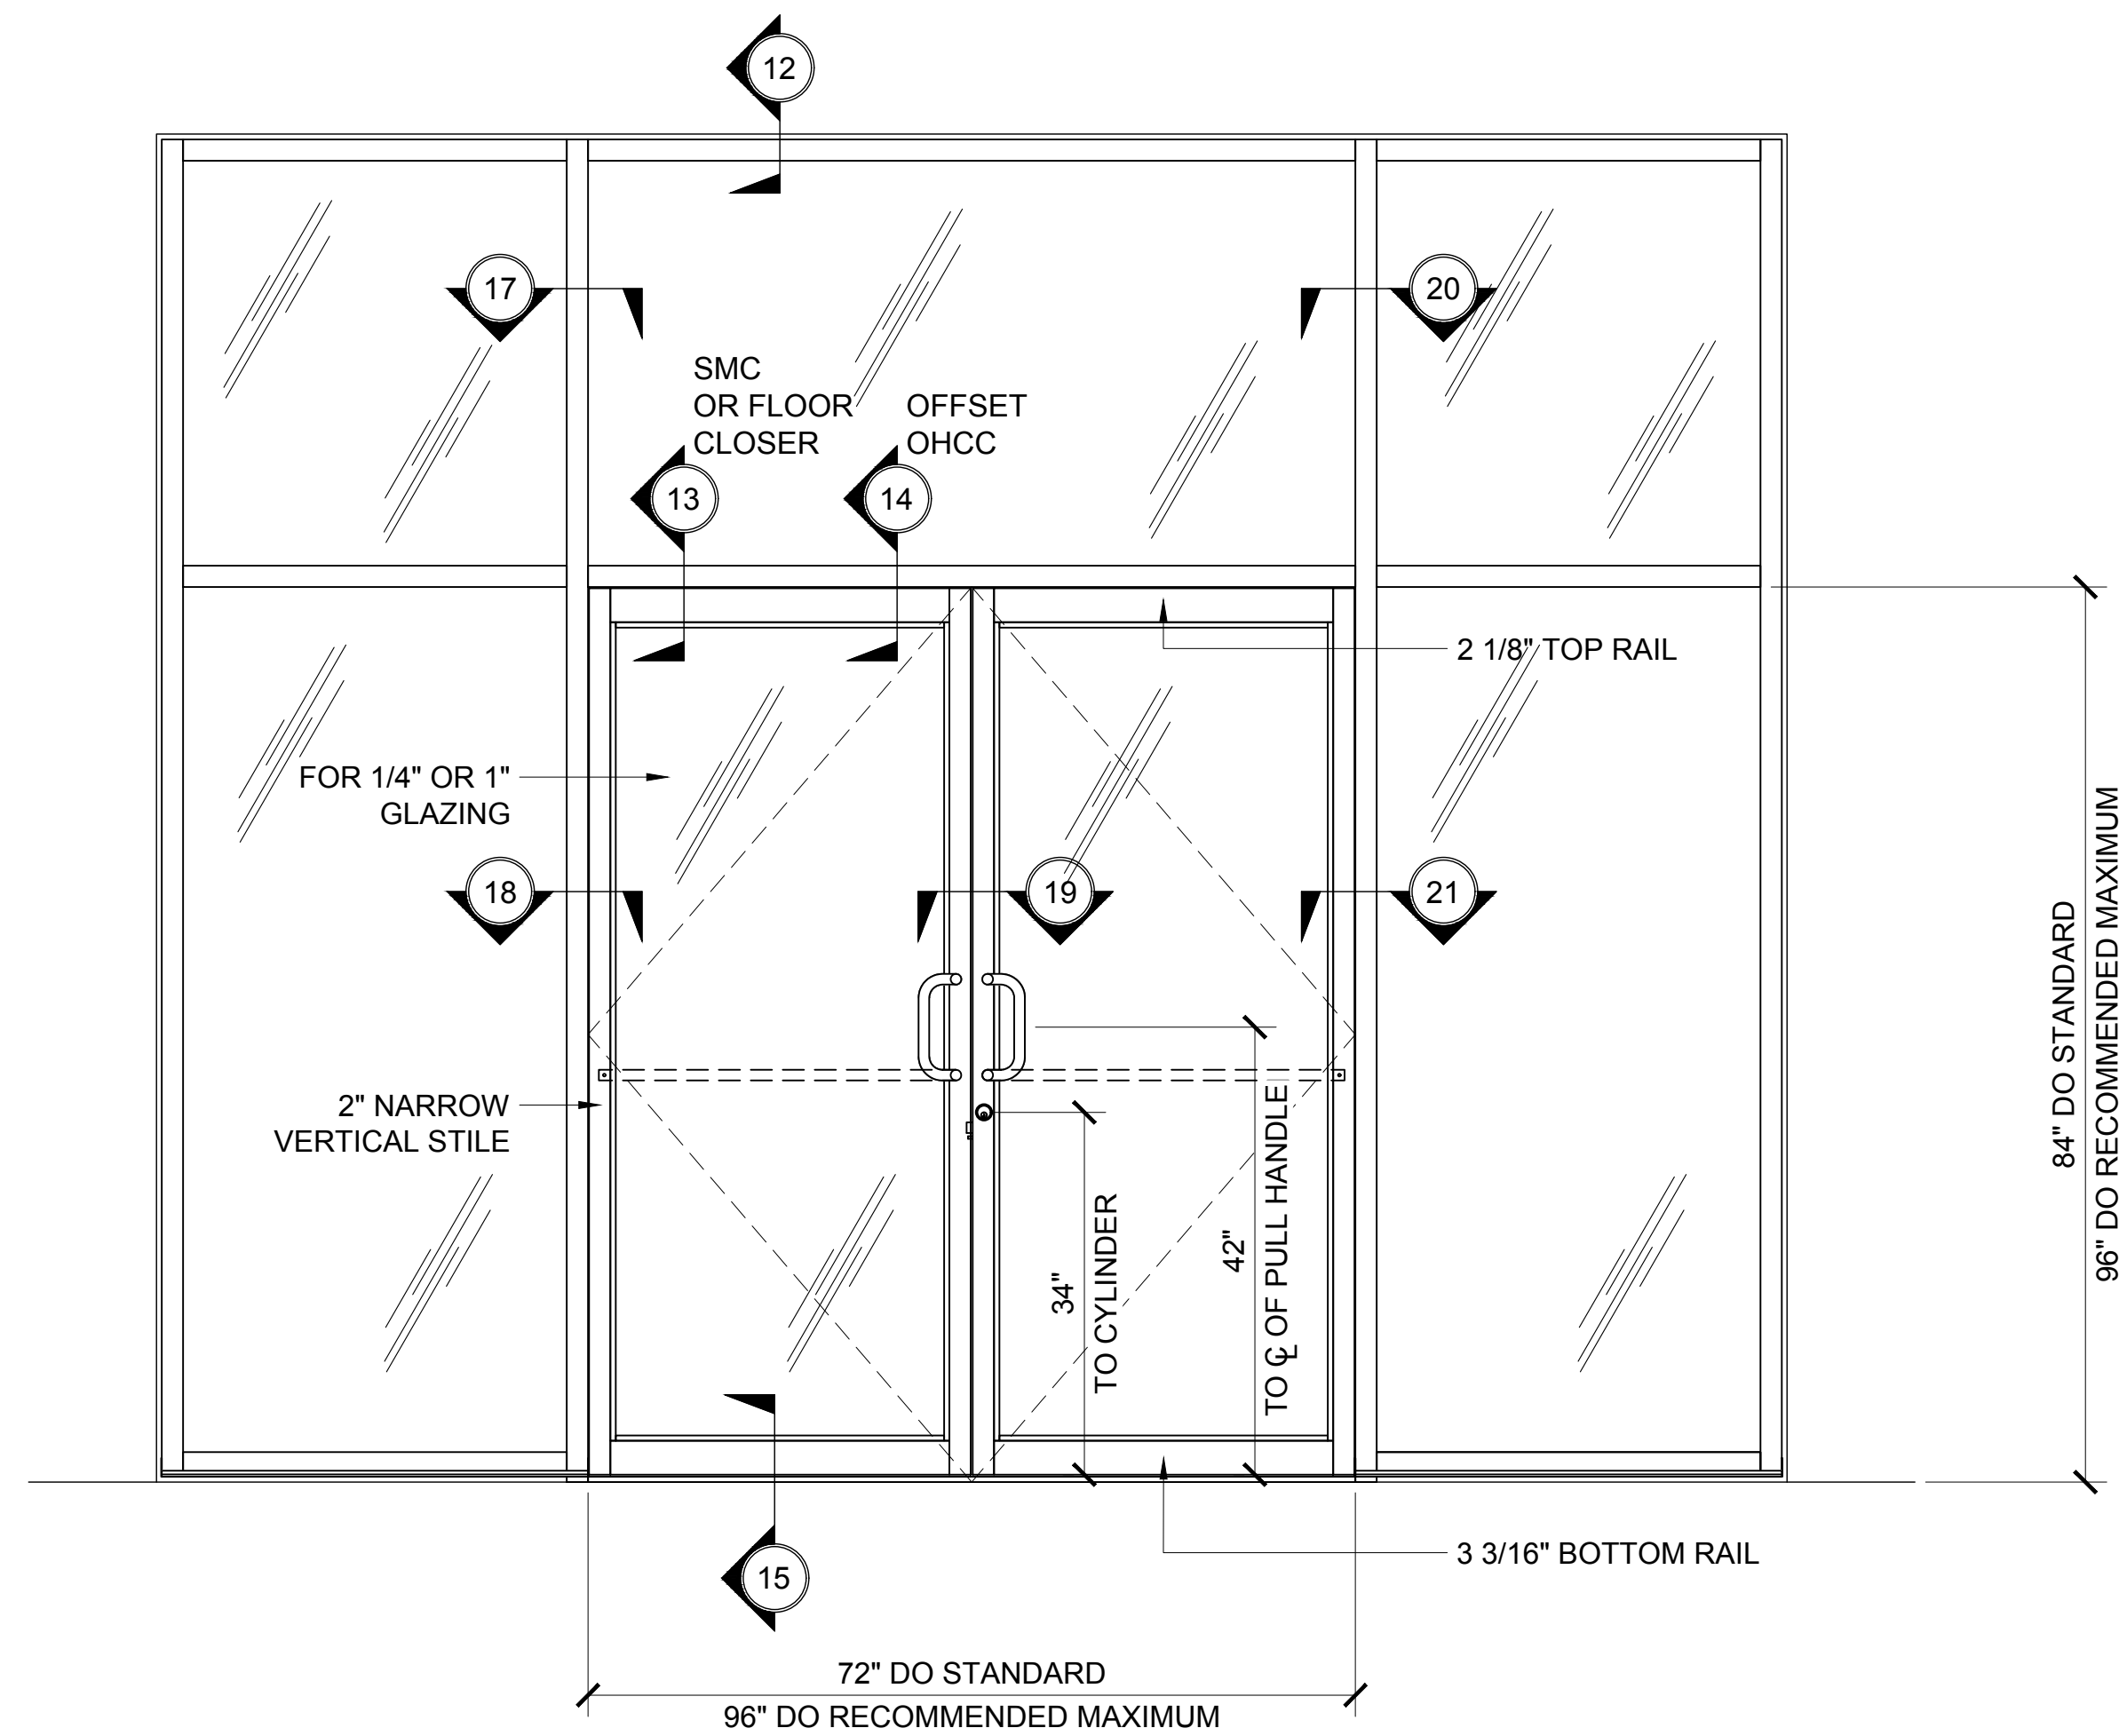 12
17
20
SMC
OR FLOOR
CLOSER
OFFSET
OHCC
13
14
2 1/8" TOP RAIL
FOR 1/4" OR 1"
GLAZING
18
19
21
2" NARROW
VERTICAL STILE
34"
TO CYLINDER
42"
TO ℄ OF PULL HANDLE
84" DO STANDARD
96" DO RECOMMENDED MAXIMUM
3 3/16" BOTTOM RAIL
15
72" DO STANDARD
96" DO RECOMMENDED MAXIMUM